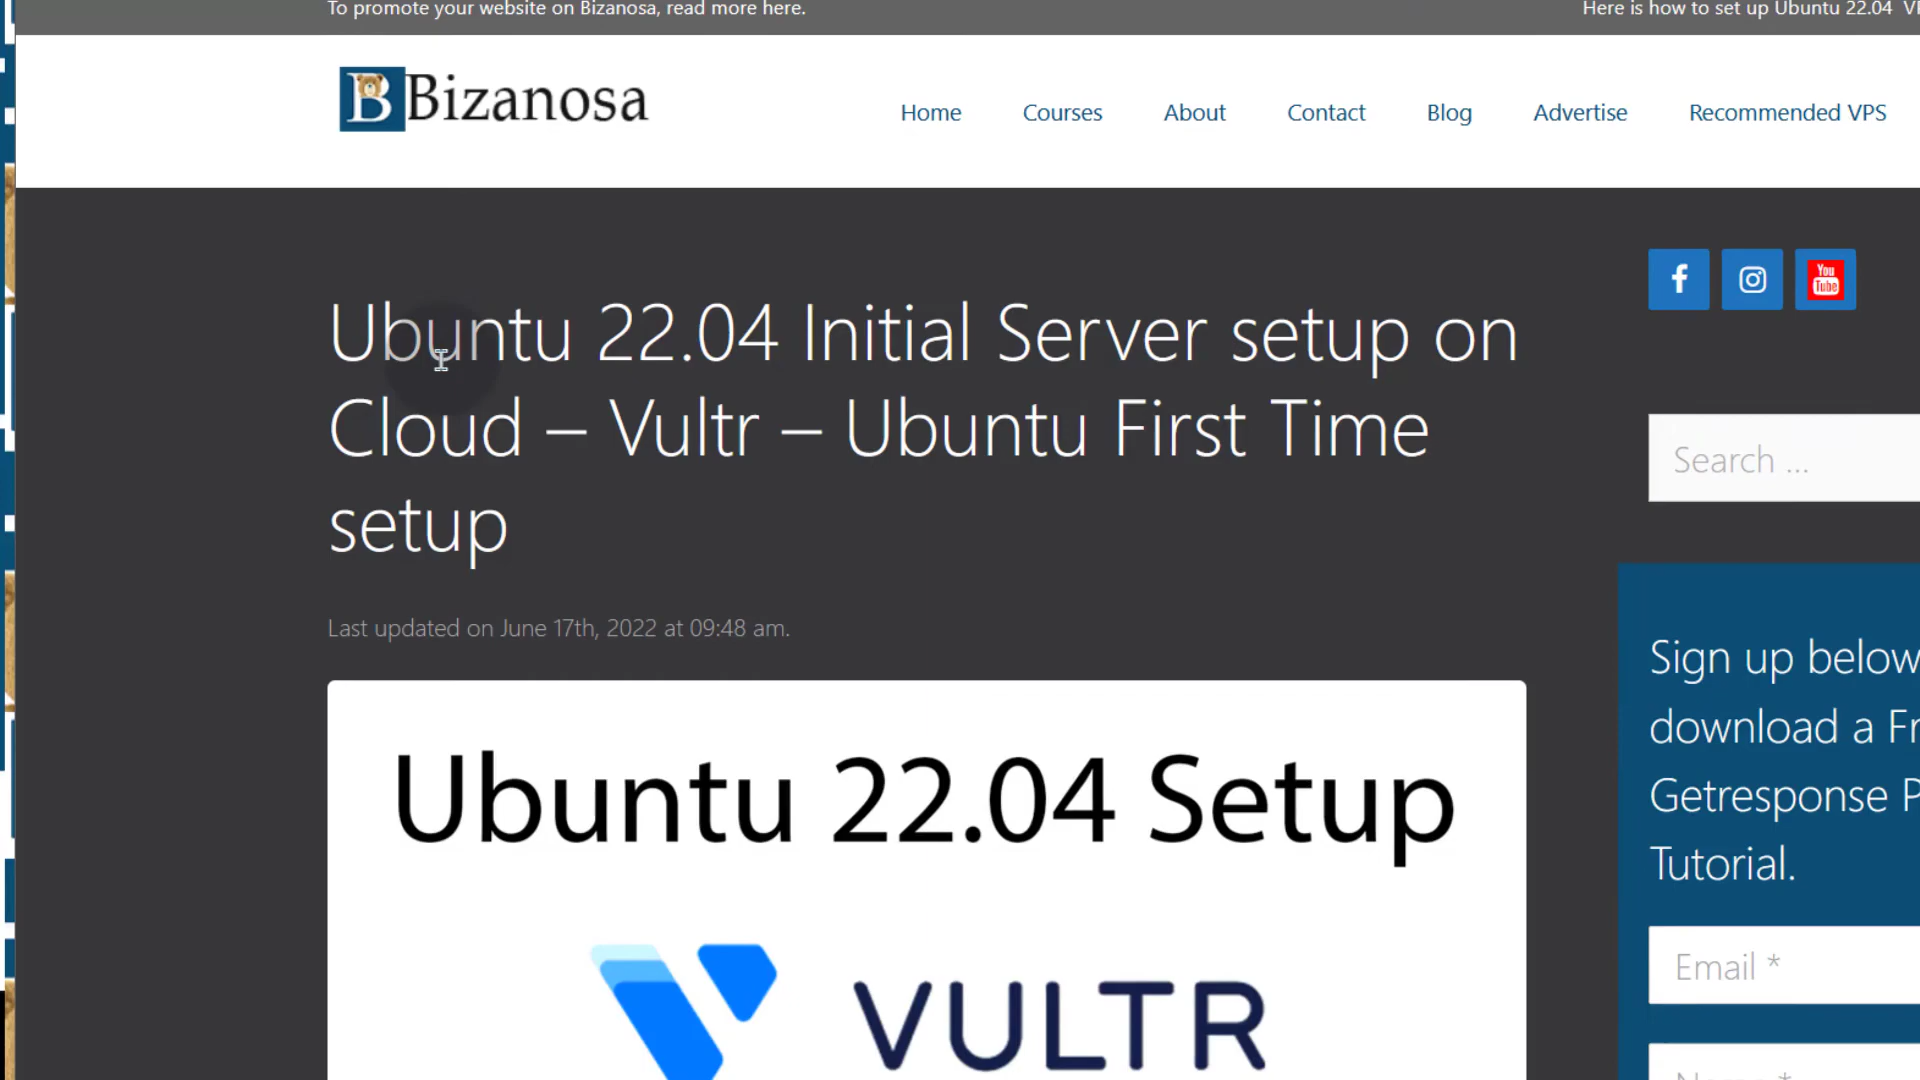 To promote your website on Bizanosa, read more here.
Here is how to set up Ubuntu 22.04
B Bizanosa
Home Courses About Contact Blog Advertise Recommended VPS
Ubuntu 22.04 Initial Server setup on
Cloud – Vultr – Ubuntu First Time
setup
Last updated on June 17th, 2022 at 09:48 am.
f
You
Tube
Search ...
Sign up below
download a
Getresponse
Tutorial.
Email *
Ubuntu 22.04 Setup
VULTR